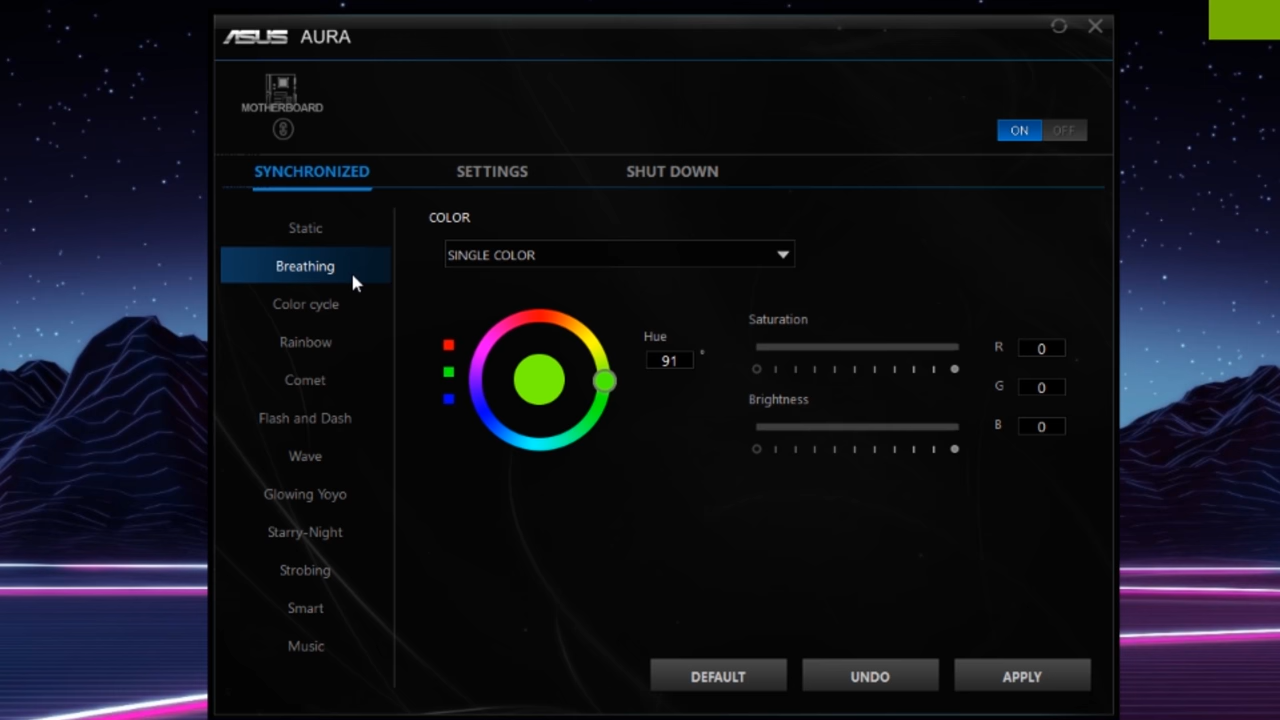 ASUS AURA
MOTHERBOARD
ON OFF
SYNCHRONIZED SETTINGS SHUT DOWN
Static
Breathing
Color cycle
Rainbow
Comet
Flash and Dash
Wave
Glowing Yoyo
Starry-Night
Strobing
Smart
Music
COLOR
SINGLE COLOR
Hue
91 °
Saturation
Brightness
R 0
G 0
B 0
DEFAULT UNDO APPLY